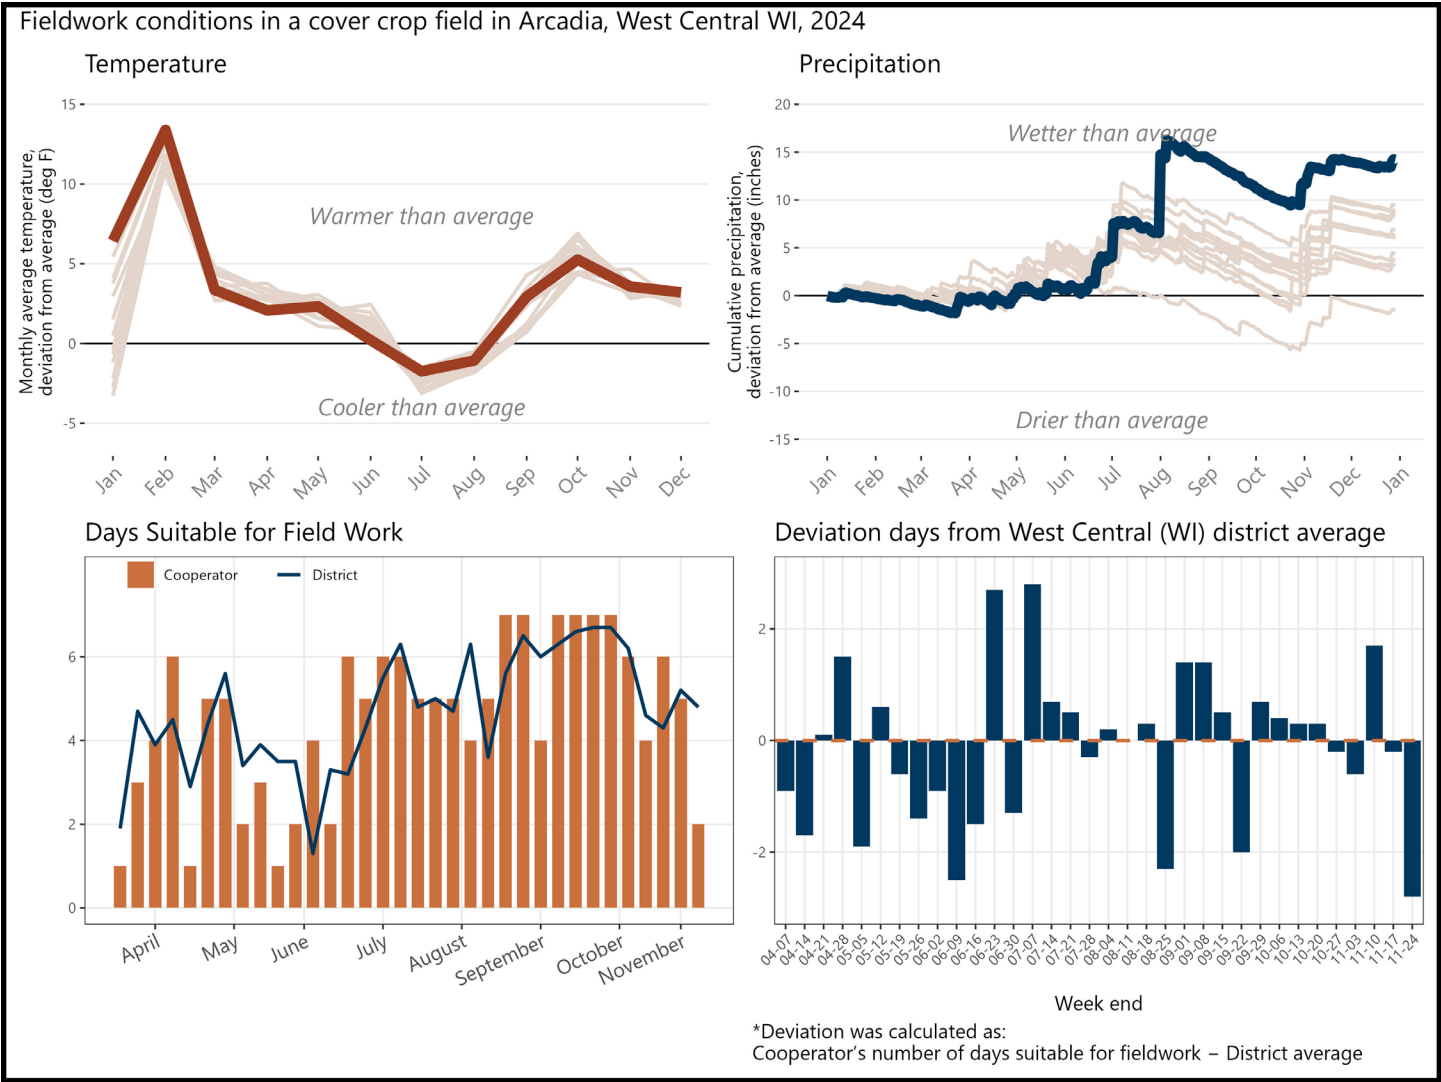 Fieldwork conditions in a cover crop field in Arcadia, West Central WI, 2024
Temperature
Monthly average temperature,
deviation from average (deg F)
15
10
5
0
-5
Warmer than average
Cooler than average
Jan
Feb
Mar
Apr
May
Jun
Jul
Aug
Sep
Oct
Nov
Dec
Precipitation
Cumulative precipitation,
deviation from average (inches)
20
15
10
5
0
-5
-10
-15
Wetter than average
Drier than average
Jan
Feb
Mar
Apr
May
Jun
Jul
Aug
Sep
Oct
Nov
Dec
Jan
Days Suitable for Field Work
Cooperator
District
6
4
2
0
April
May
June
July
August
September
October
November
Deviation days from West Central (WI) district average
2
0
-2
04-07
04-14
04-21
04-28
05-05
05-12
05-19
05-26
06-02
06-09
06-16
06-23
06-30
07-07
07-14
07-21
07-28
08-04
08-11
08-18
08-25
09-01
09-08
09-15
09-22
09-29
10-06
10-13
10-20
10-27
11-03
11-10
11-17
11-24
Week end
*Deviation was calculated as:
Cooperator's number of days suitable for fieldwork – District average